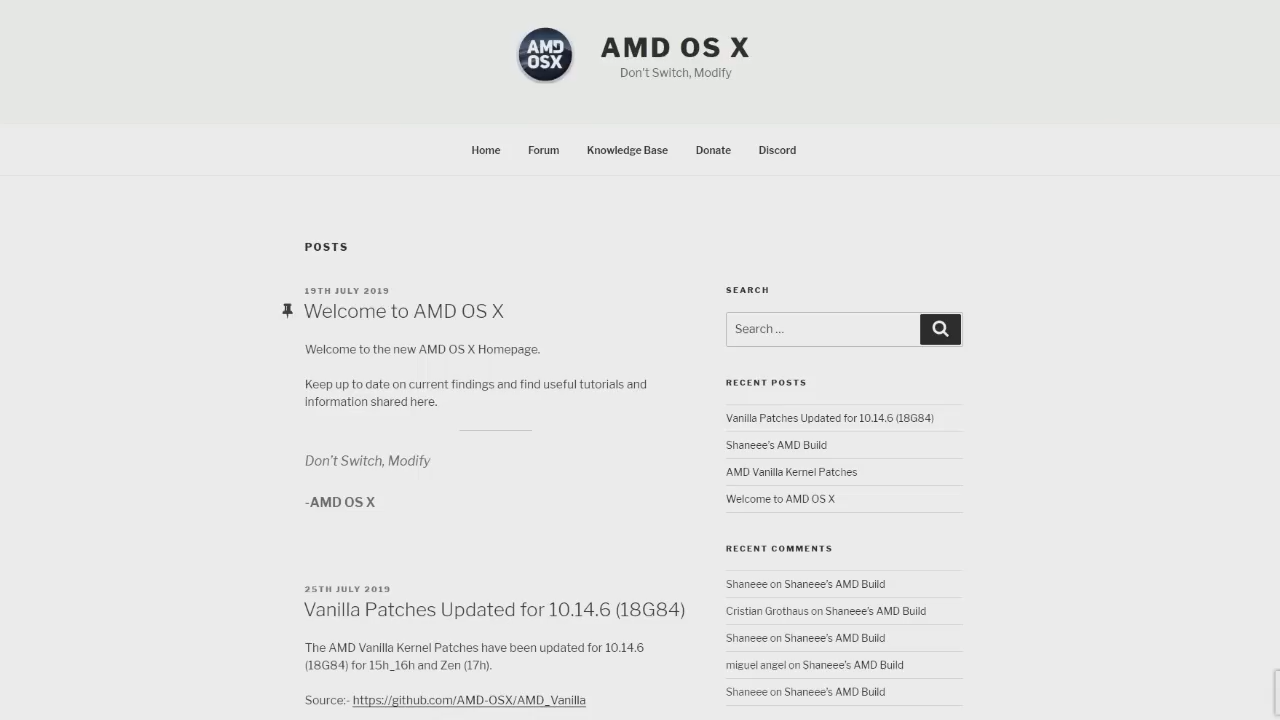 AMD
OSX
AMD OS X
Don't Switch, Modify
Home Forum Knowledge Base Donate Discord
POSTS
19TH JULY 2019
Welcome to AMD OS X
Welcome to the new AMD OS X Homepage.
Keep up to date on current findings and find useful tutorials and
information shared here.
Don't Switch, Modify
-AMD OS X
25TH JULY 2019
Vanilla Patches Updated for 10.14.6 (18G84)
The AMD Vanilla Kernel Patches have been updated for 10.14.6
(18G84) for 15h_16h and Zen (17h).
Source:- https://github.com/AMD-OSX/AMD_Vanilla
SEARCH
Search …
RECENT POSTS
Vanilla Patches Updated for 10.14.6 (18G84)
Shaneee's AMD Build
AMD Vanilla Kernel Patches
Welcome to AMD OS X
RECENT COMMENTS
Shaneee on Shaneee's AMD Build
Cristian Grothaus on Shaneee's AMD Build
Shaneee on Shaneee's AMD Build
miguel angel on Shaneee's AMD Build
Shaneee on Shaneee's AMD Build